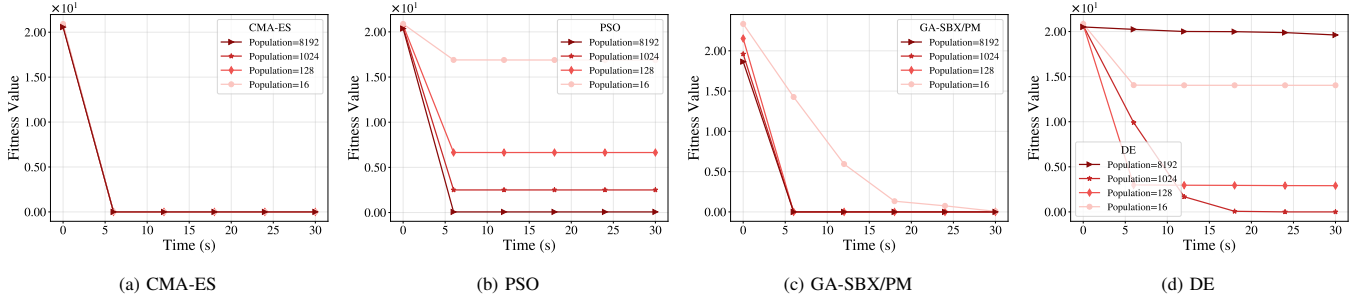 ×10¹
2.00
1.50
1.00
0.50
0.00
Fitness Value
0 5 10 15 20 25 30
Time (s)
CMA-ES
Population=8192
Population=1024
Population=128
Population=16
(a) CMA-ES
×10¹
2.00
1.50
1.00
0.50
0.00
Fitness Value
0 5 10 15 20 25 30
Time (s)
PSO
Population=8192
Population=1024
Population=128
Population=16
(b) PSO
2.00
1.50
1.00
0.50
0.00
Fitness Value
0 5 10 15 20 25 30
Time (s)
GA-SBX/PM
Population=8192
Population=1024
Population=128
Population=16
(c) GA-SBX/PM
×10¹
2.00
1.50
1.00
0.50
0.00
Fitness Value
0 5 10 15 20 25 30
Time (s)
DE
Population=8192
Population=1024
Population=128
Population=16
(d) DE